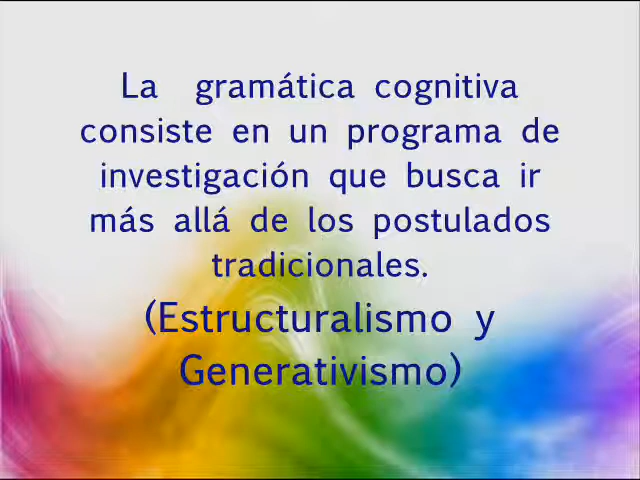 La gramática cognitiva
consiste en un programa de
investigación que busca ir
más allá de los postulados
tradicionales.
(Estructuralismo y
Generativismo)